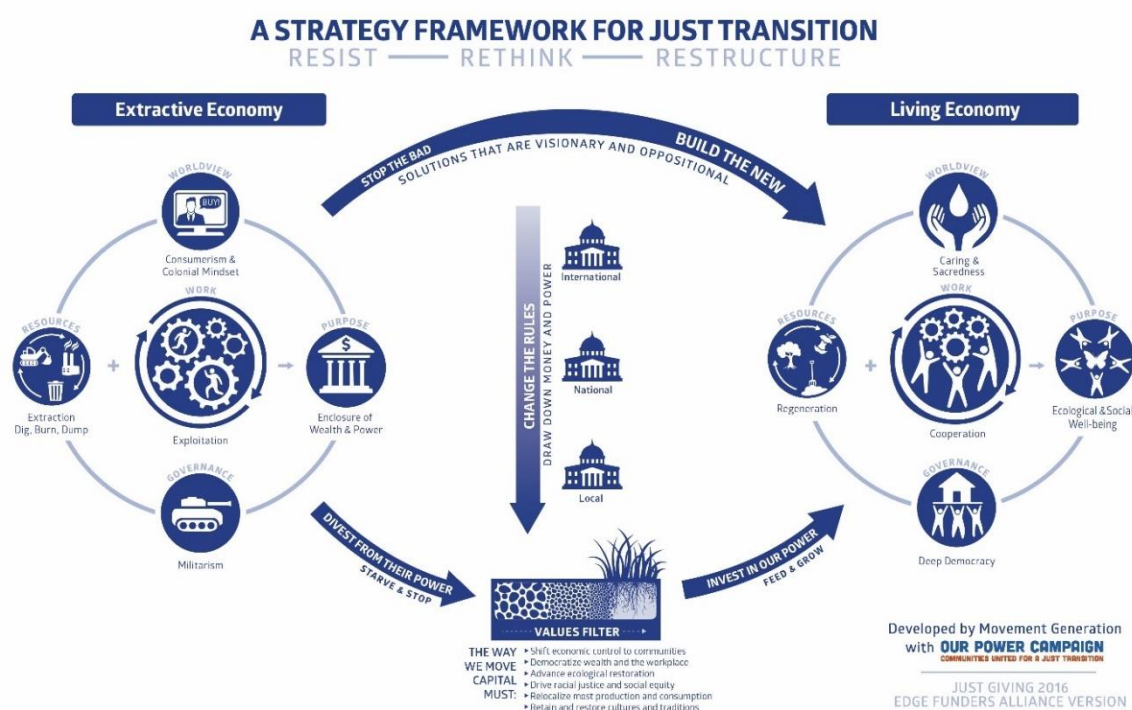 A STRATEGY FRAMEWORK FOR JUST TRANSITION
RESIST — RETHINK — RESTRUCTURE
Extractive Economy
WORLDVIEW
BUY!
Consumerism &
Colonial Mindset
RESOURCES
Extraction
Dig, Burn, Dump
+
WORK
Exploitation
PURPOSE
$
Enclosure of
Wealth & Power
GOVERNANCE
Militarism
STOP THE BAD
BUILD THE NEW
SOLUTIONS THAT ARE VISIONARY AND OPPOSITIONAL
CHANGE THE RULES
DRAW DOWN MONEY AND POWER
International
National
Local
DIVEST FROM THEIR POWER
STARVE & STOP
VALUES FILTER
THE WAY
WE MOVE
CAPITAL
MUST:
Shift economic control to communities
Democratize wealth and the workplace
Advance ecological restoration
Drive racial justice and social equity
Relocalize most production and consumption
Retain and restore cultures and traditions
INVEST IN OUR POWER
FEED & GROW
Living Economy
WORLDVIEW
Caring &
Sacredness
RESOURCES
Regeneration
+
WORK
Cooperation
PURPOSE
Ecological & Social
Well-being
GOVERNANCE
Deep Democracy
Developed by Movement Generation
with OUR POWER CAMPAIGN
COMMUNITIES UNITED FOR A JUST TRANSITION
JUST GIVING 2016
EDGE FUNDERS ALLIANCE VERSION